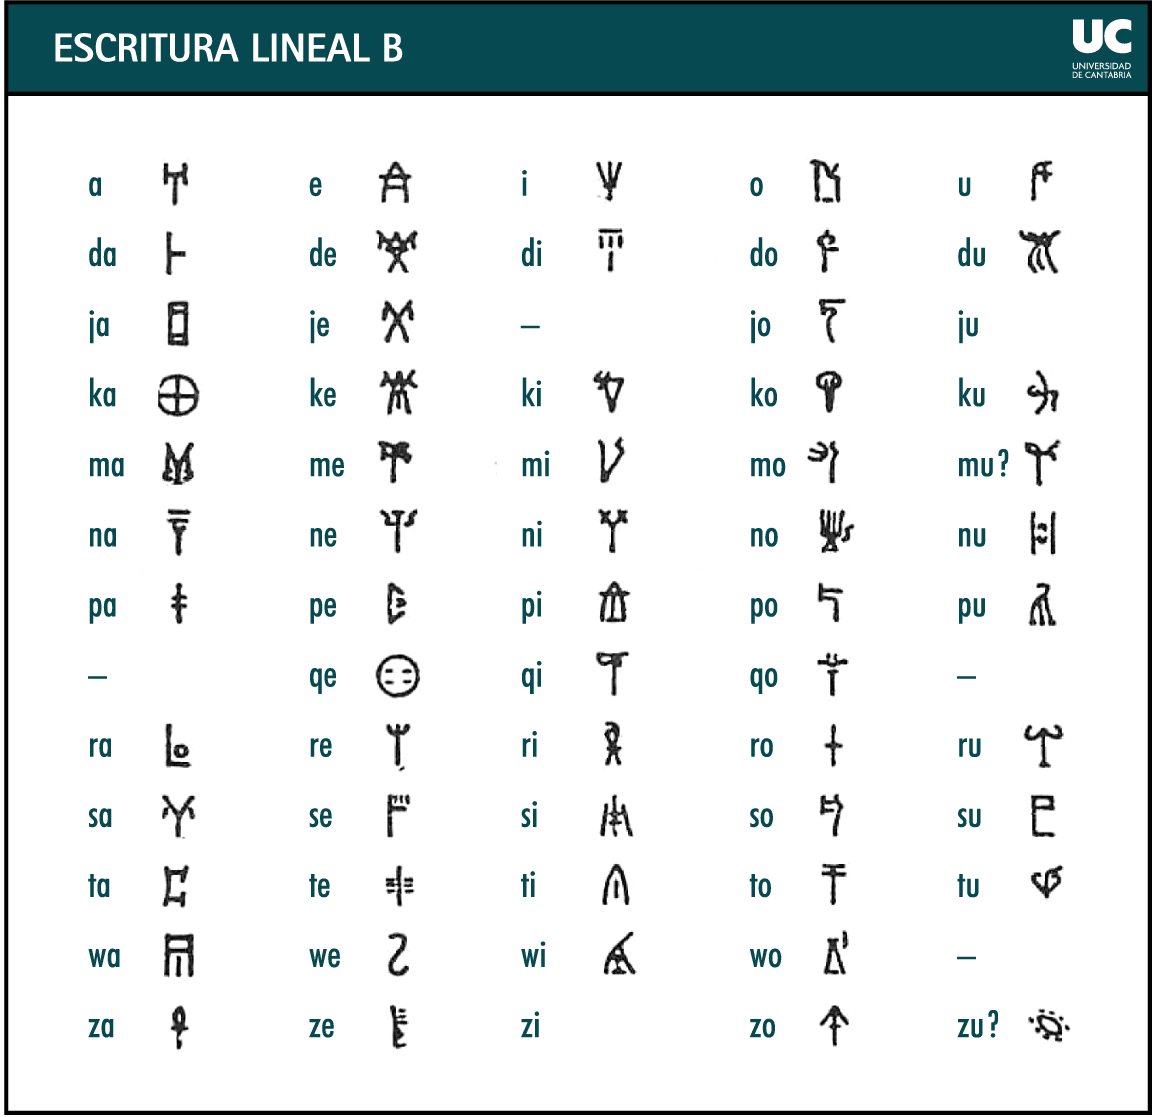 ESCRITURA LINEAL B
UC
UNIVERSIDAD
DE CANTABRIA
a 𐀀 e 𐀁 i 𐀂 o 𐀃 u 𐀄
da 𐀅 de 𐀆 di 𐀇 do 𐀈 du 𐀉
ja 𐀊 je 𐀋 – jo 𐀍 ju
ka 𐀏 ke 𐀐 ki 𐀑 ko 𐀒 ku 𐀓
ma 𐀔 me 𐀕 mi 𐀖 mo 𐀗 mu? 𐀘
na 𐀙 ne 𐀚 ni 𐀛 no 𐀜 nu 𐀝
pa 𐀞 pe 𐀟 pi 𐀠 po 𐀡 pu 𐀢
– qe 𐀤 qi 𐀥 qo 𐀦 –
ra 𐀨 re 𐀩 ri 𐀪 ro 𐀫 ru 𐀬
sa 𐀭 se 𐀮 si 𐀯 so 𐀰 su 𐀱
ta 𐀲 te 𐀳 ti 𐀴 to 𐀵 tu 𐀶
wa 𐀷 we 𐀸 wi 𐀹 wo 𐀺 –
za 𐀼 ze 𐀽 zi zo 𐀿 zu?